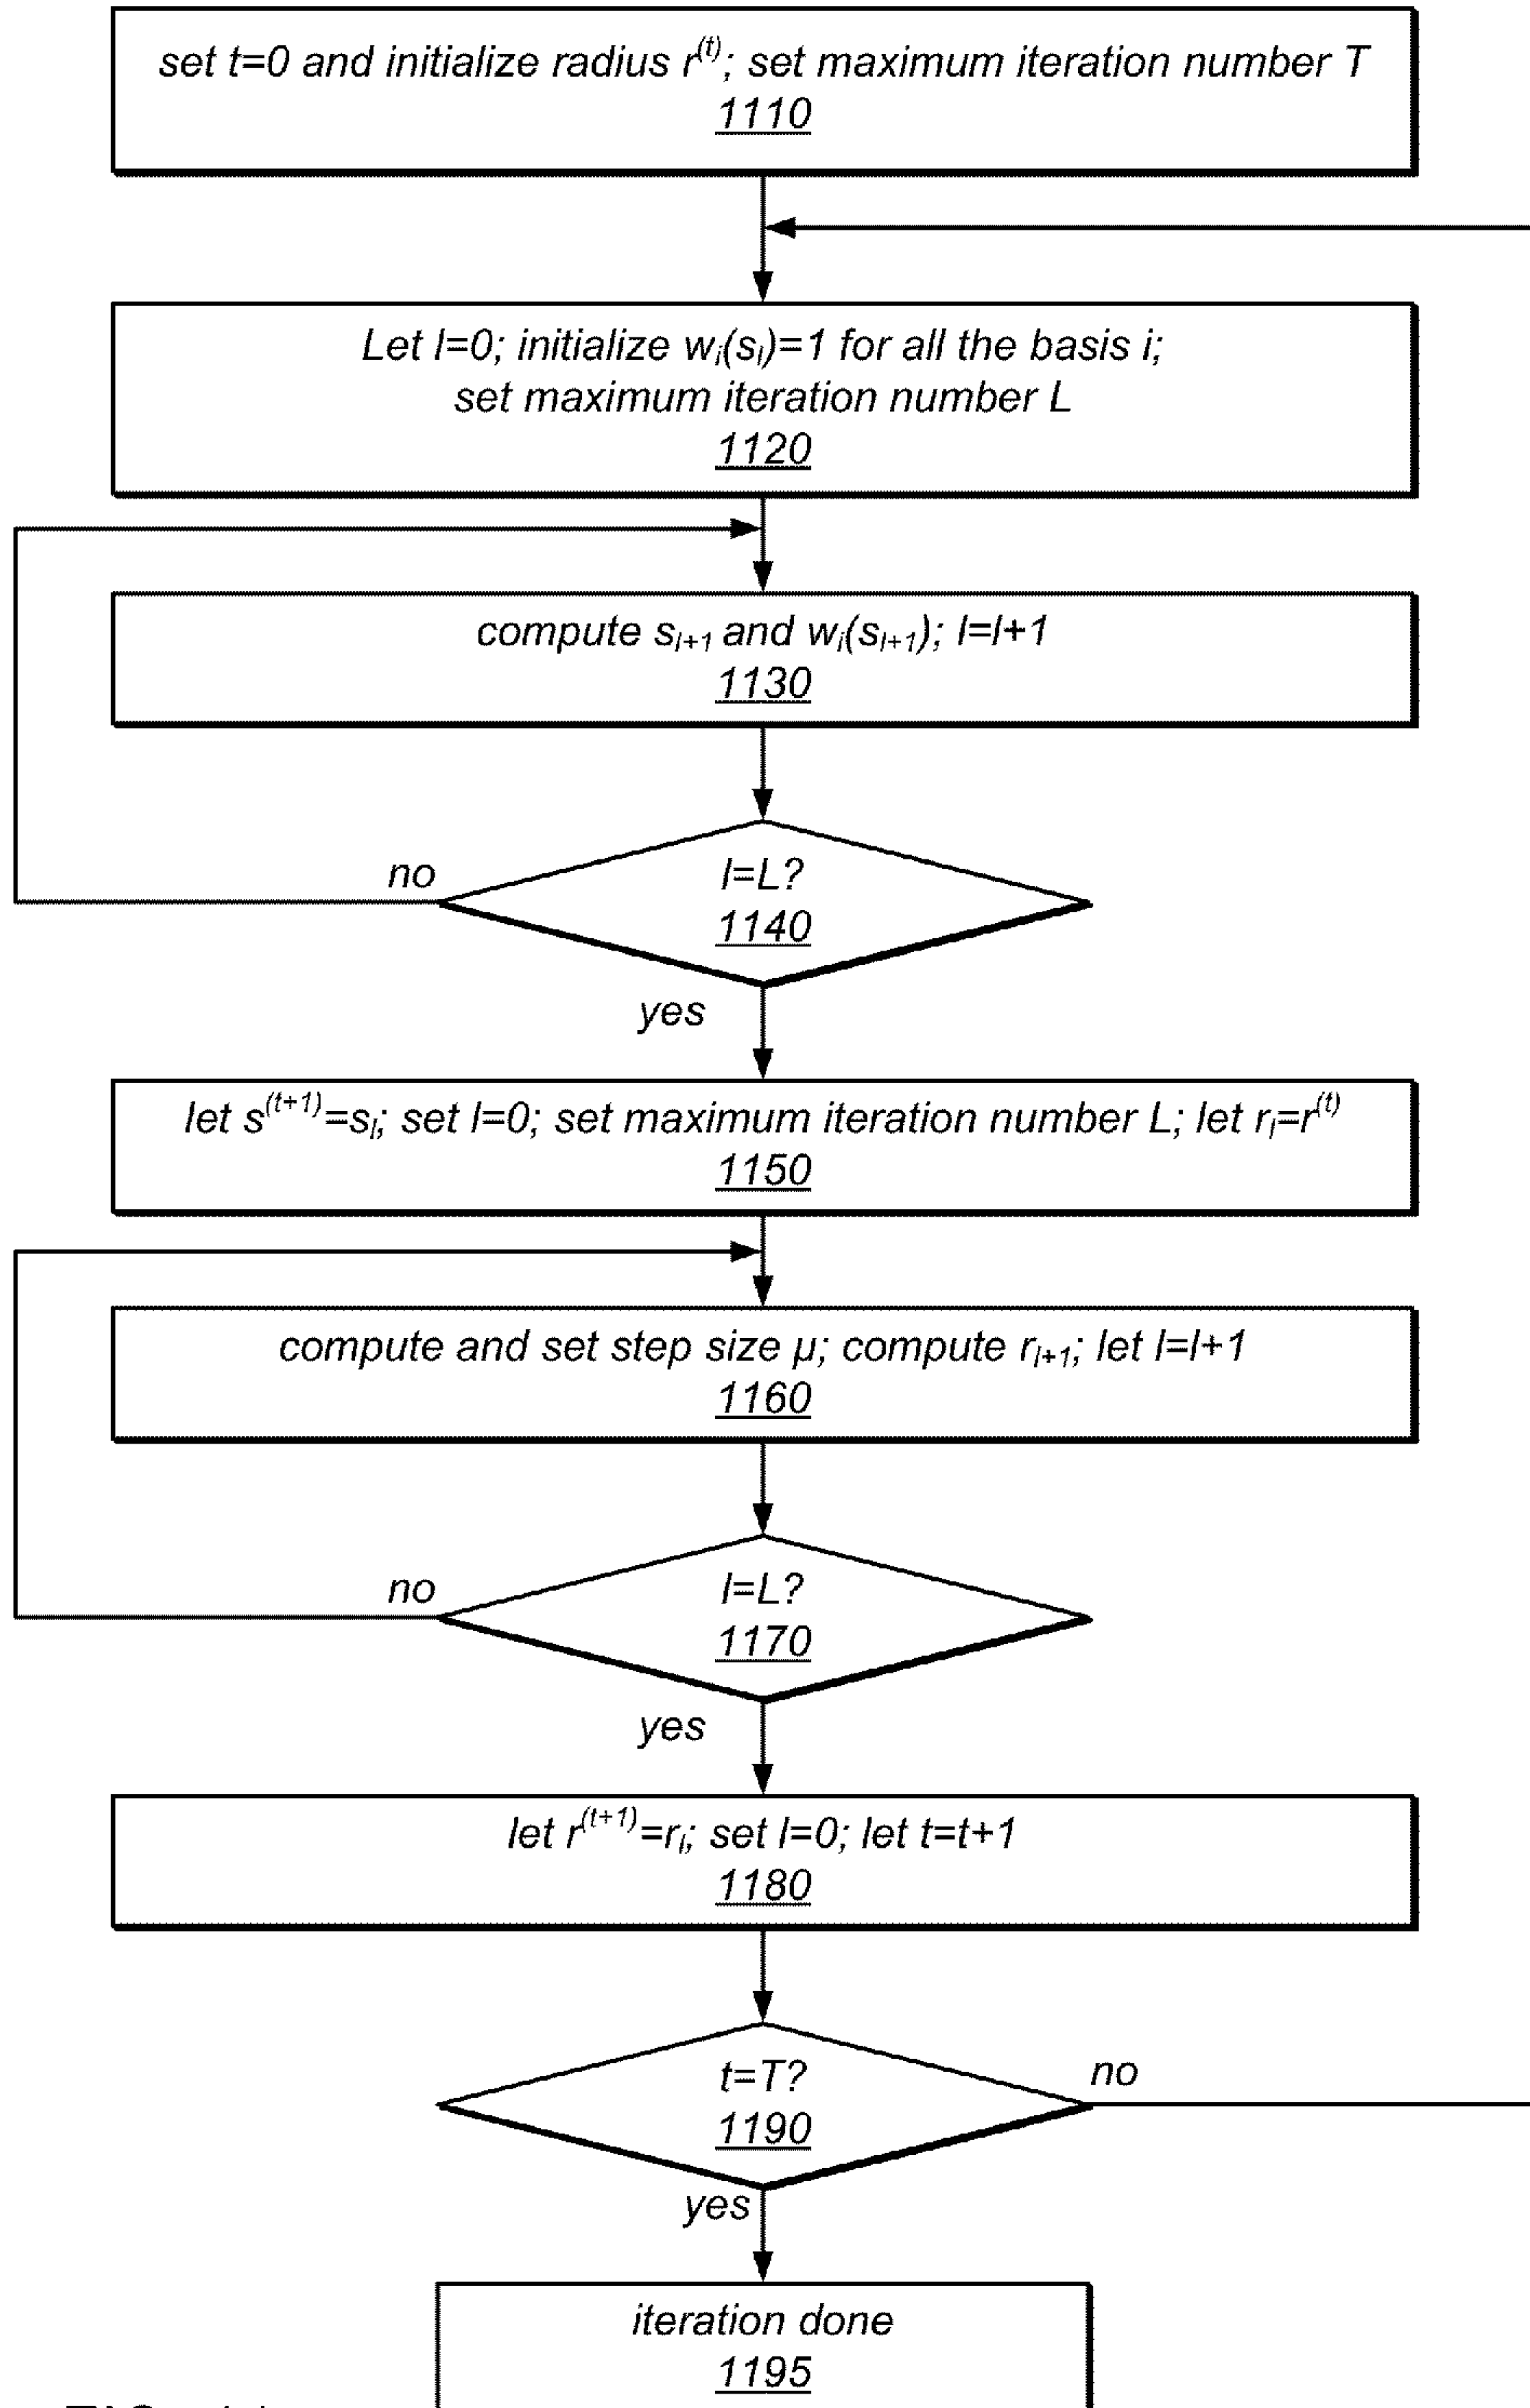 set t=0 and initialize radius r^(t); set maximum iteration number T
1110
Let l=0; initialize wᵢ(sₗ)=1 for all the basis i;
set maximum iteration number L
1120
compute sₗ₊₁ and wᵢ(sₗ₊₁); l=l+1
1130
no
l=L?
1140
yes
let s^(t+1)=sₗ; set l=0; set maximum iteration number L; let rₗ=r^(t)
1150
compute and set step size μ; compute rₗ₊₁; let l=l+1
1160
no
l=L?
1170
yes
let r^(t+1)=rₗ; set l=0; let t=t+1
1180
t=T?
no
1190
yes
iteration done
1195